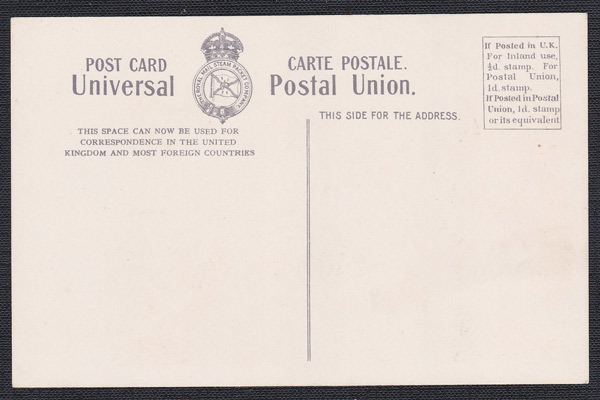 POST CARD
Universal
THE ROYAL MAIL STEAM PACKET COMPANY
CARTE POSTALE.
Postal Union.
THIS SPACE CAN NOW BE USED FOR
CORRESPONDENCE IN THE UNITED
KINGDOM AND MOST FOREIGN COUNTRIES
THIS SIDE FOR THE ADDRESS.
If Posted in U.K.
For Inland use,
½d. stamp. For
Postal Union,
1d. stamp.
If Posted in Postal
Union, 1d. stamp
or its equivalent